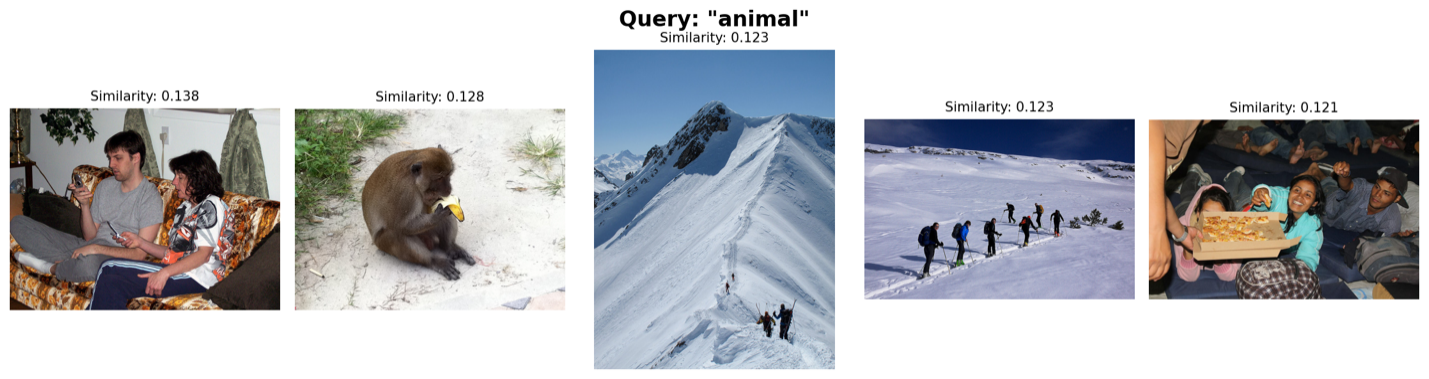 Query: "animal"
Similarity: 0.138
Similarity: 0.128
Similarity: 0.123
Similarity: 0.123
Similarity: 0.121